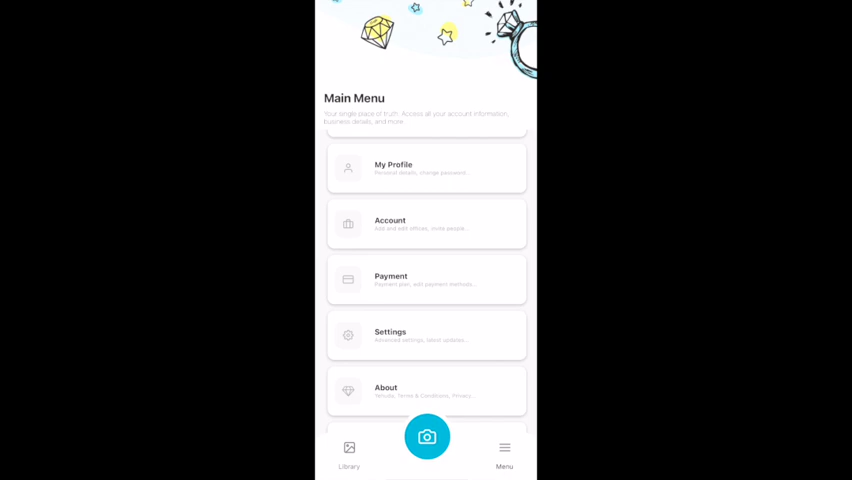 Main Menu
Your single place of truth. Access all your account information,
business details, and more.
My Profile
Personal details, change password...
Account
Add and edit offices, invite people...
Payment
Payment plan, add payment methods...
Settings
Advanced settings, latest updates...
About
Terms & Conditions, Privacy...
Library
Menu